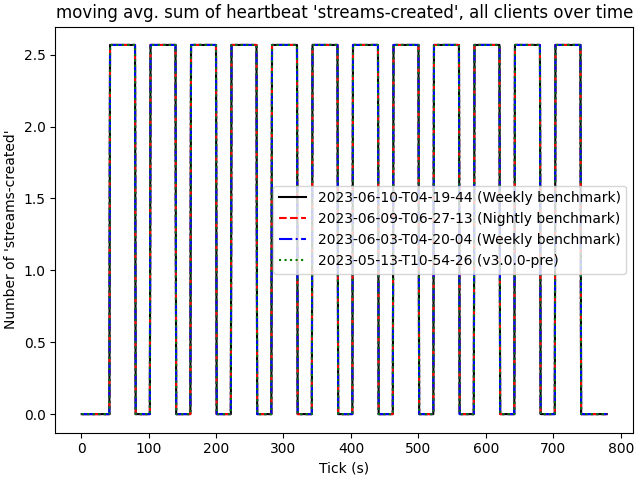 moving avg. sum of heartbeat 'streams-created', all clients over time
Number of 'streams-created'
2.5
2.0
1.5
1.0
0.5
0.0
2023-06-10-T04-19-44 (Weekly benchmark)
2023-06-09-T06-27-13 (Nightly benchmark)
2023-06-03-T04-20-04 (Weekly benchmark)
2023-05-13-T10-54-26 (v3.0.0-pre)
0 100 200 300 400 500 600 700 800
Tick (s)